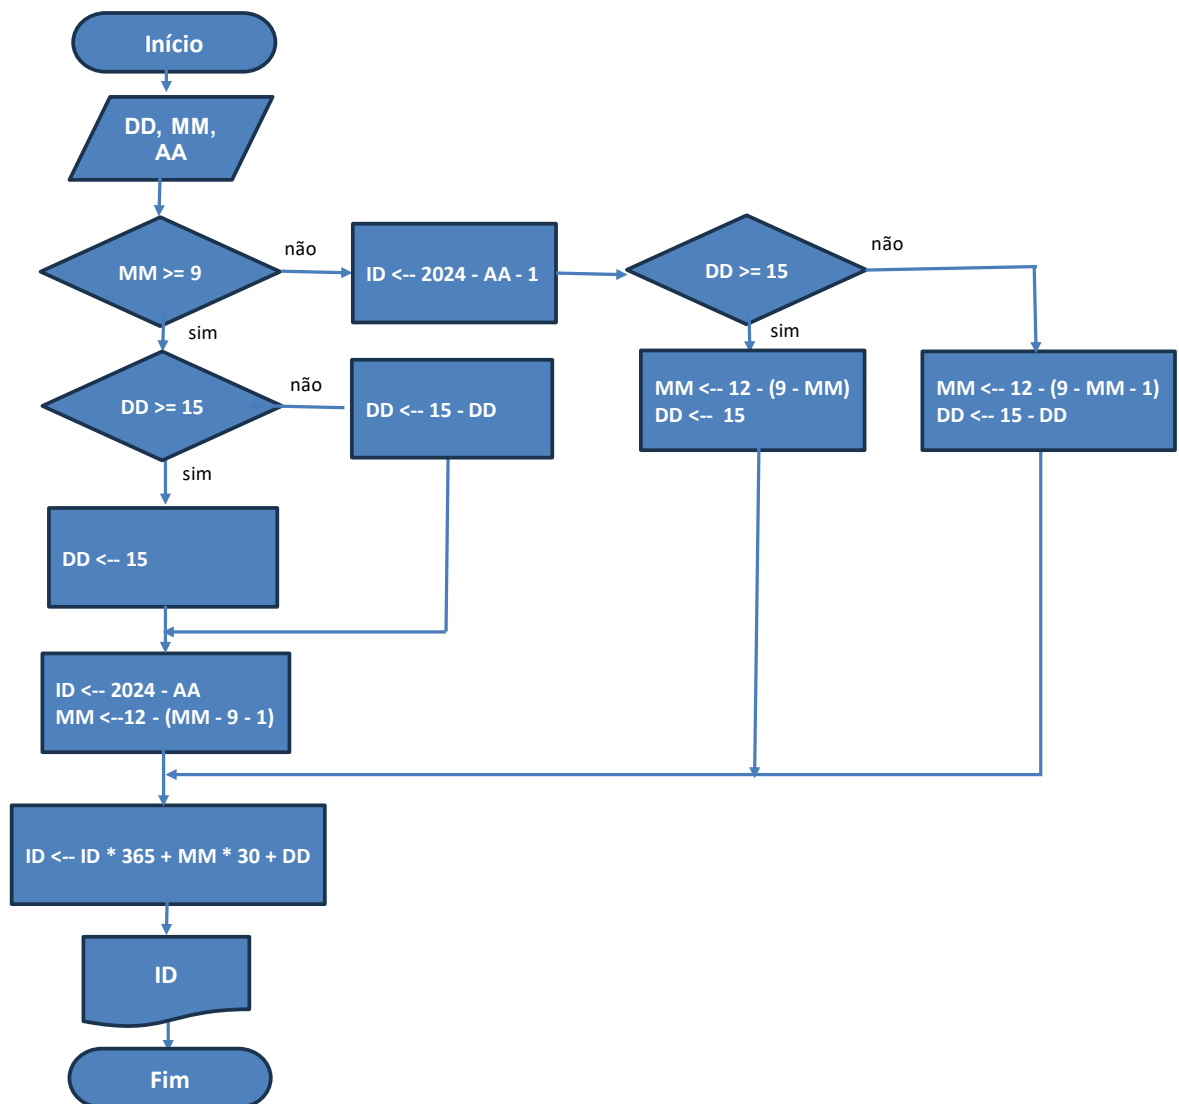 Início
DD, MM,
AA
MM >= 9
não
ID <-- 2024 - AA - 1
DD >= 15
não
sim
sim
DD >= 15
não
DD <-- 15 - DD
MM <-- 12 - (9 - MM)
DD <-- 15
MM <-- 12 - (9 - MM - 1)
DD <-- 15 - DD
sim
DD <-- 15
ID <-- 2024 - AA
MM <--12 - (MM - 9 - 1)
ID <-- ID * 365 + MM * 30 + DD
ID
Fim